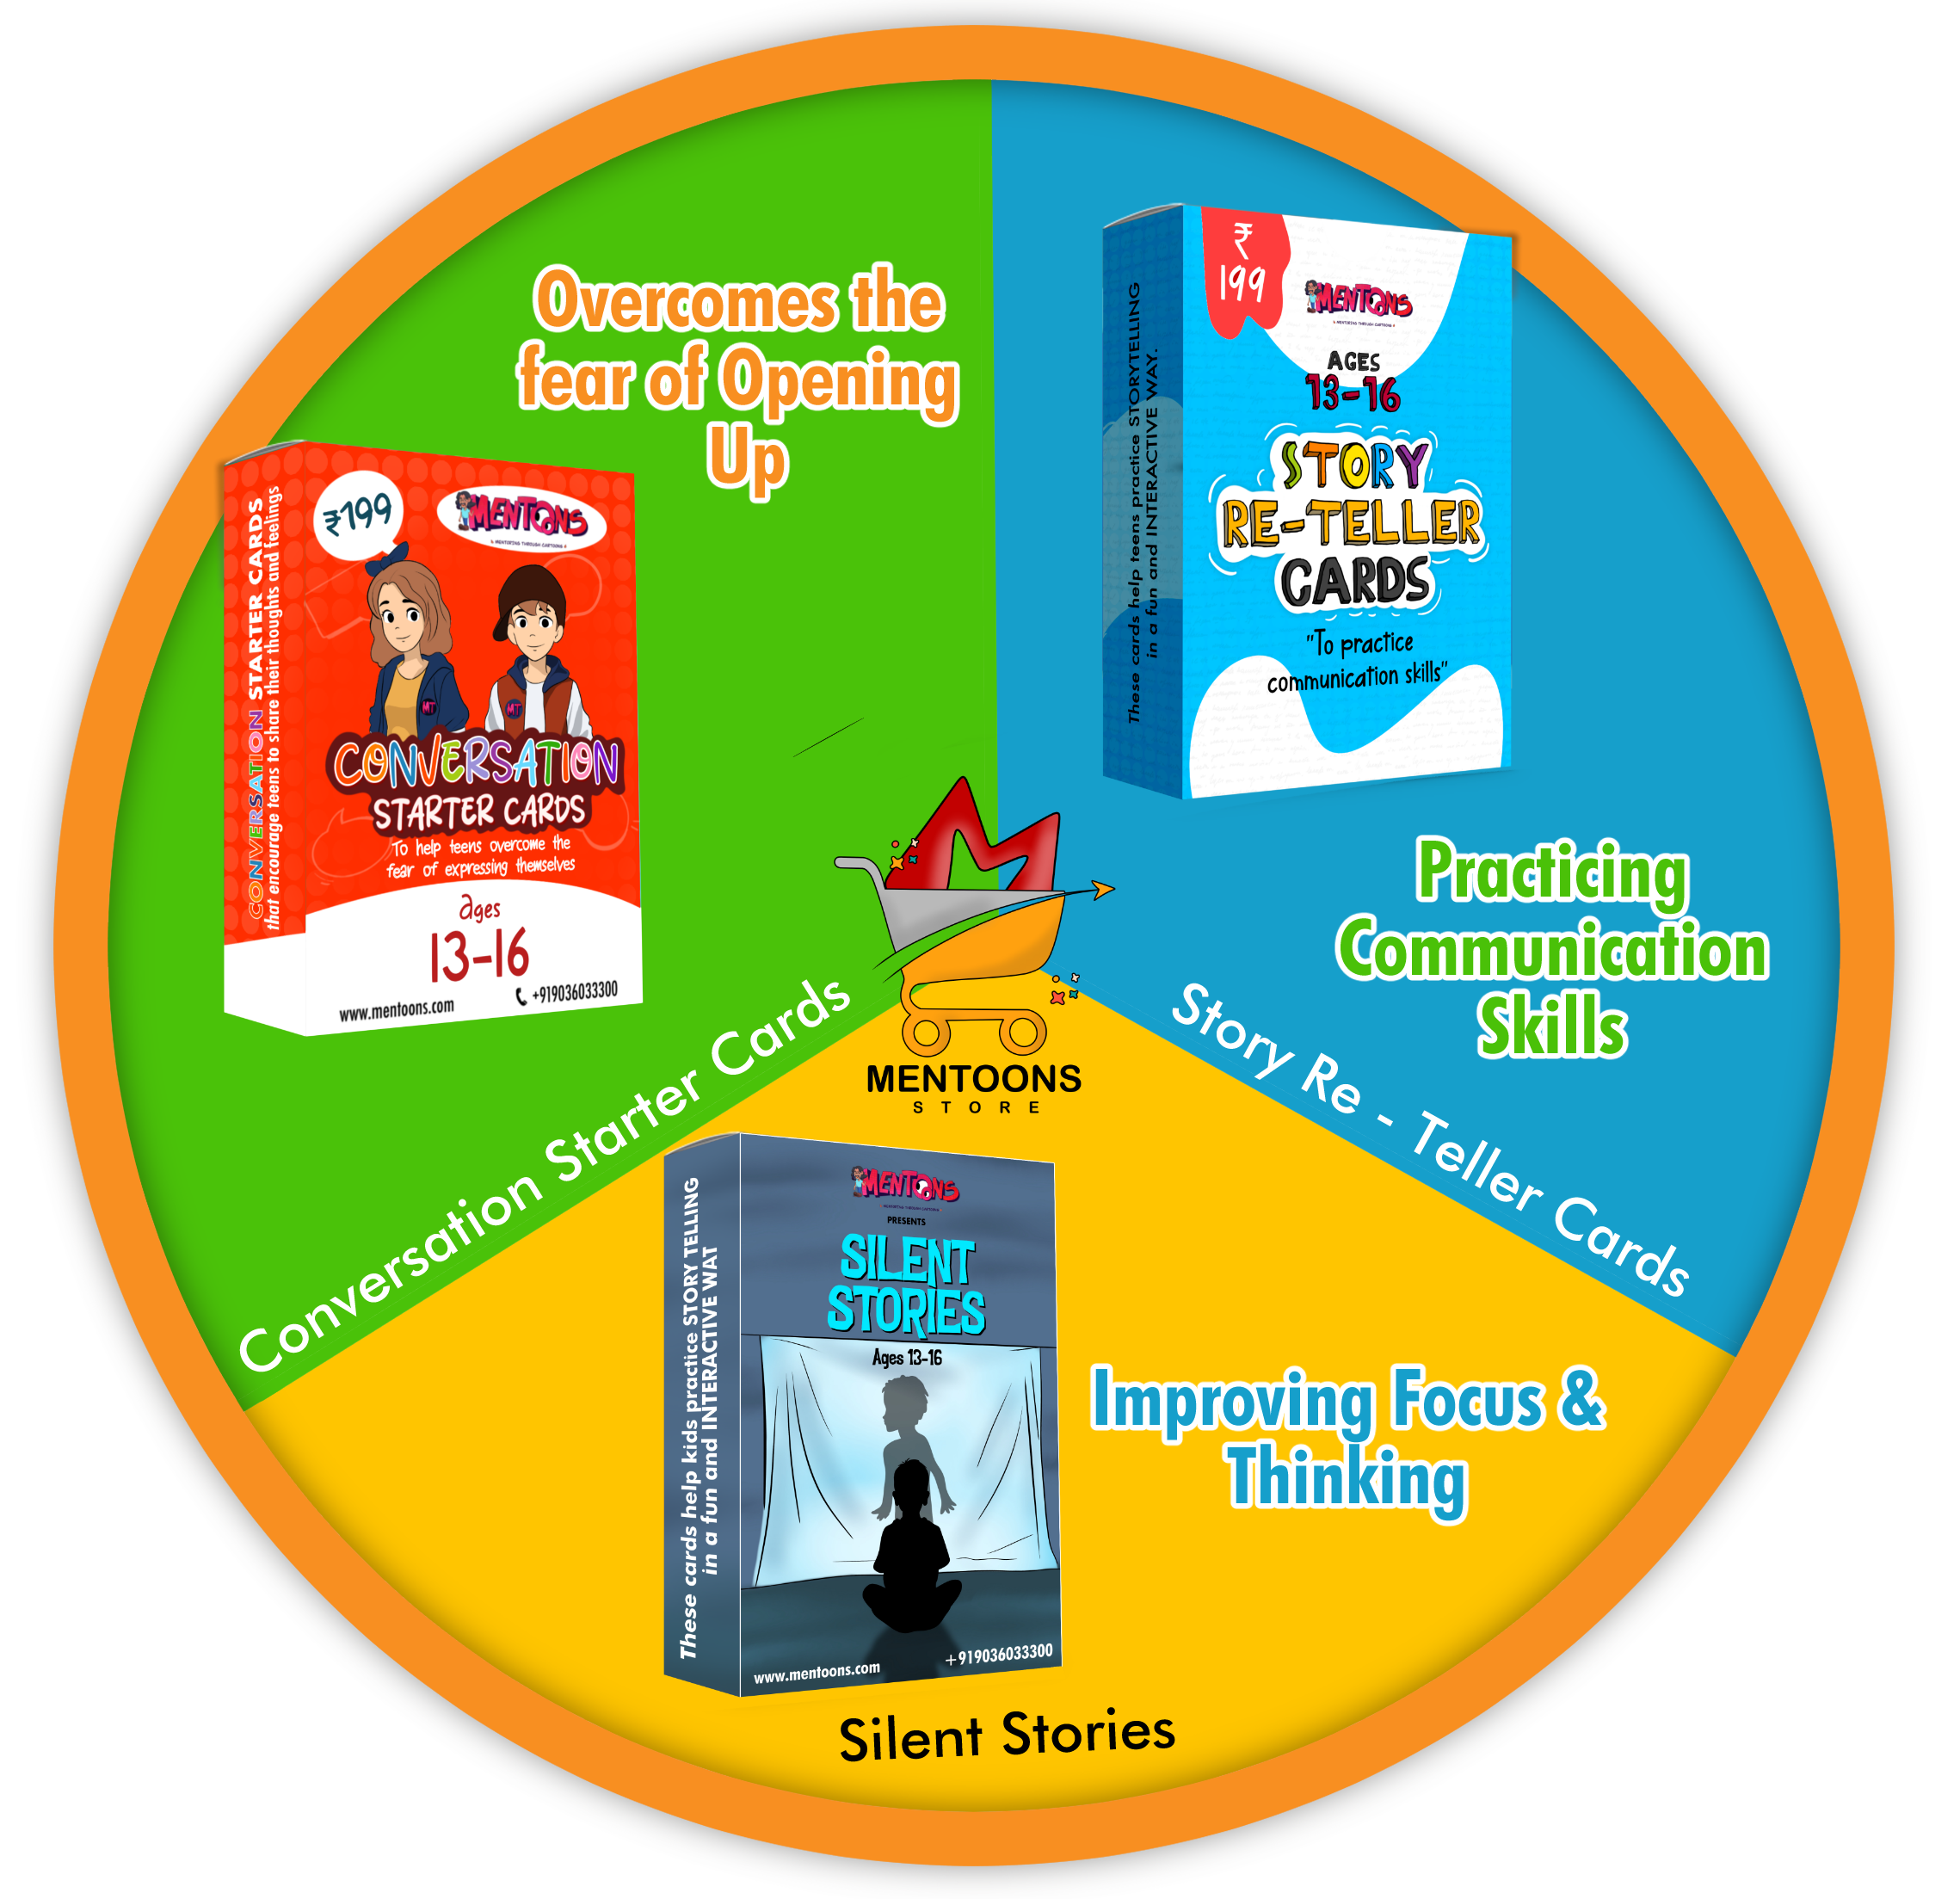 Overcomes the
fear of Opening
Up
CONVERSATION STARTER CARDS
that encourage teens to share their thoughts and feelings
₹199
MENTOONS
CONVERSATION
STARTER CARDS
To help teens overcome the
fear of expressing themselves
ages
13-16
www.mentoons.com
+919036033300
Conversation Starter Cards
These cards help teens practice STORYTELLING
in a fun and INTERACTIVE WAY.
₹
199
MENTOONS
AGES
13-16
STORY
RE-TELLER
CARDS
"To practice
communication skills"
Practicing
Communication
Skills
Story Re - Teller Cards
MENTOONS
STORE
These cards help kids practice STORY TELLING
in a fun and INTERACTIVE WAT
MENTOONS
PRESENTS
SILENT
STORIES
Ages 13-16
www.mentoons.com
+919036033300
Improving Focus &
Thinking
Silent Stories